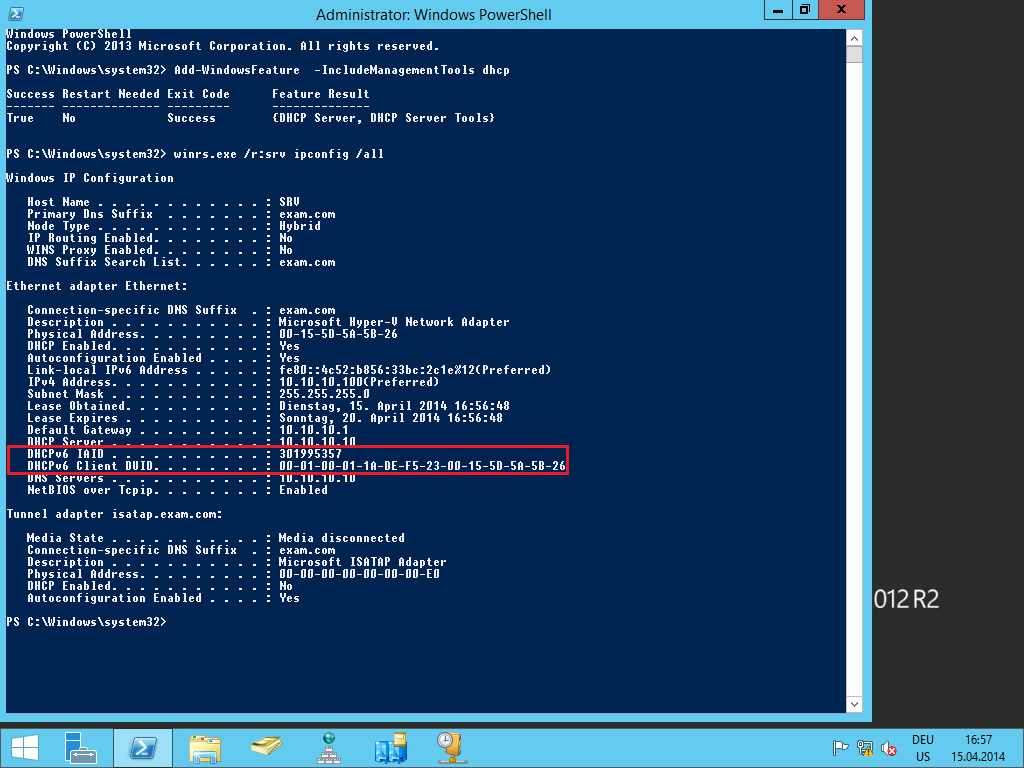 Administrator: Windows PowerShell
Windows PowerShell
Copyright (C) 2013 Microsoft Corporation. All rights reserved.
PS C:\Windows\system32> Add-WindowsFeature  -IncludeManagementTools dhcp
Success Restart Needed Exit Code      Feature Result
------- -------------- ---------      --------------
True    No             Success        {DHCP Server, DHCP Server Tools}
PS C:\Windows\system32> winrs.exe /r:srv ipconfig /all
Windows IP Configuration
   Host Name . . . . . . . . . . . . : SRV
   Primary Dns Suffix  . . . . . . . : exam.com
   Node Type . . . . . . . . . . . . : Hybrid
   IP Routing Enabled. . . . . . . . : No
   WINS Proxy Enabled. . . . . . . . : No
   DNS Suffix Search List. . . . . . : exam.com
Ethernet adapter Ethernet:
   Connection-specific DNS Suffix  . : exam.com
   Description . . . . . . . . . . . : Microsoft Hyper-V Network Adapter
   Physical Address. . . . . . . . . : 00-15-5D-5A-5B-26
   DHCP Enabled. . . . . . . . . . . : Yes
   Autoconfiguration Enabled . . . . : Yes
   Link-local IPv6 Address . . . . . : fe80::4c52:b856:33bc:2c1e%12(Preferred)
   IPv4 Address. . . . . . . . . . . : 10.10.10.100(Preferred)
   Subnet Mask . . . . . . . . . . . : 255.255.255.0
   Lease Obtained. . . . . . . . . . : Dienstag, 15. April 2014 16:56:48
   Lease Expires . . . . . . . . . . : Sonntag, 20. April 2014 16:56:48
   Default Gateway . . . . . . . . . : 10.10.10.1
   DHCP Server . . . . . . . . . . . : 10.10.10.10
   DHCPv6 IAID . . . . . . . . . . . : 301995357
   DHCPv6 Client DUID. . . . . . . . : 00-01-00-01-1A-DE-F5-23-00-15-5D-5A-5B-26
   DNS Servers . . . . . . . . . . . : 10.10.10.10
   NetBIOS over Tcpip. . . . . . . . : Enabled
Tunnel adapter isatap.exam.com:
   Media State . . . . . . . . . . . : Media disconnected
   Connection-specific DNS Suffix  . : exam.com
   Description . . . . . . . . . . . : Microsoft ISATAP Adapter
   Physical Address. . . . . . . . . : 00-00-00-00-00-00-00-E0
   DHCP Enabled. . . . . . . . . . . : No
   Autoconfiguration Enabled . . . . : Yes
PS C:\Windows\system32>
012 R2
DEU
US
16:57
15.04.2014